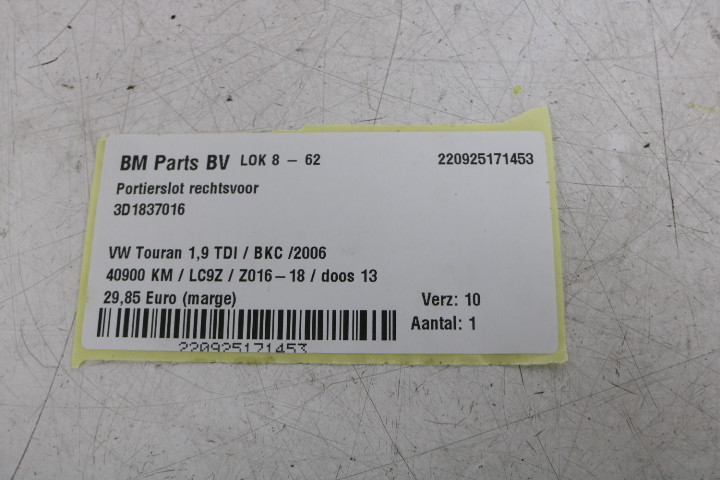 BM Parts BV LOK 8 - 62 220925171453
Portierslot rechtsvoor
3D1837016
VW Touran 1,9 TDI / BKC /2006
40900 KM / LC9Z / Z016-18 / doos 13
29,85 Euro (marge) Verz: 10
Aantal: 1
220925171453